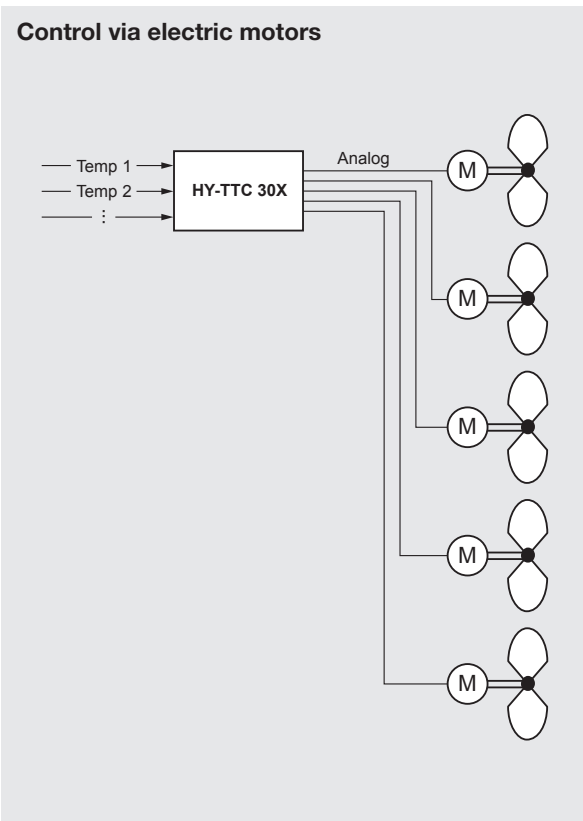 Control via electric motors
Temp 1
Temp 2
⋮
HY-TTC 30X
Analog
M
M
M
M
M